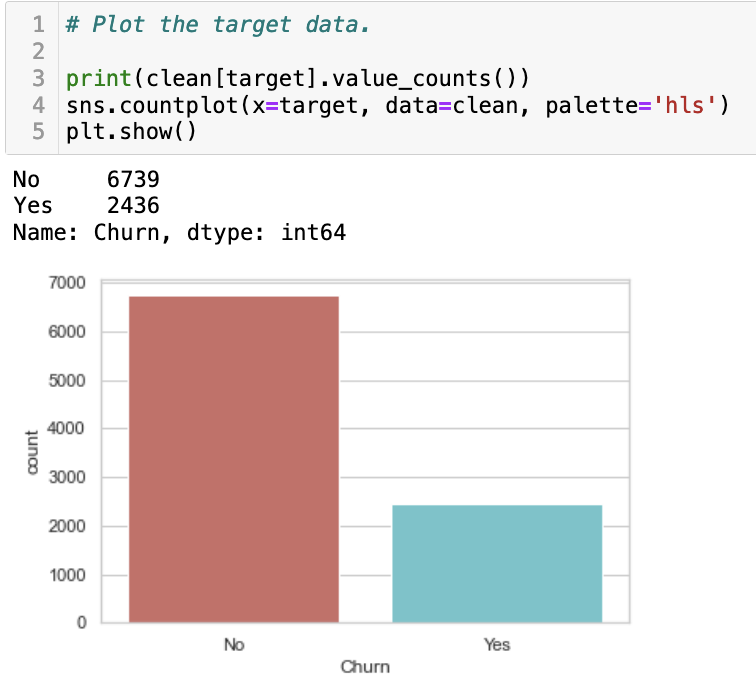 1 # Plot the target data.
2
3 print(clean[target].value_counts())
4 sns.countplot(x=target, data=clean, palette='hls')
5 plt.show()
No     6739
Yes    2436
Name: Churn, dtype: int64
7000
6000
5000
4000
3000
2000
1000
0
count
No Yes
Churn